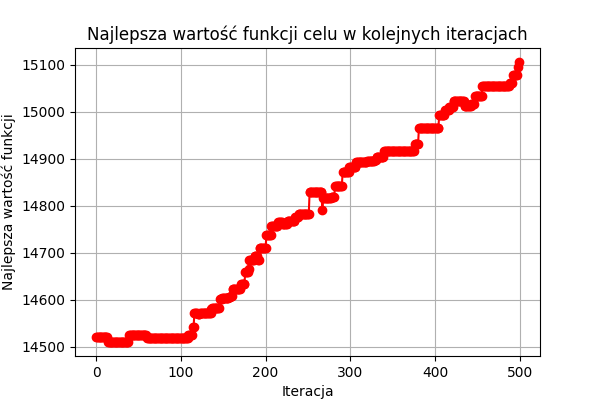 Najlepsza wartość funkcji celu w kolejnych iteracjach
15100
15000
14900
14800
14700
14600
14500
Najlepsza wartość funkcji
0 100 200 300 400 500
Iteracja